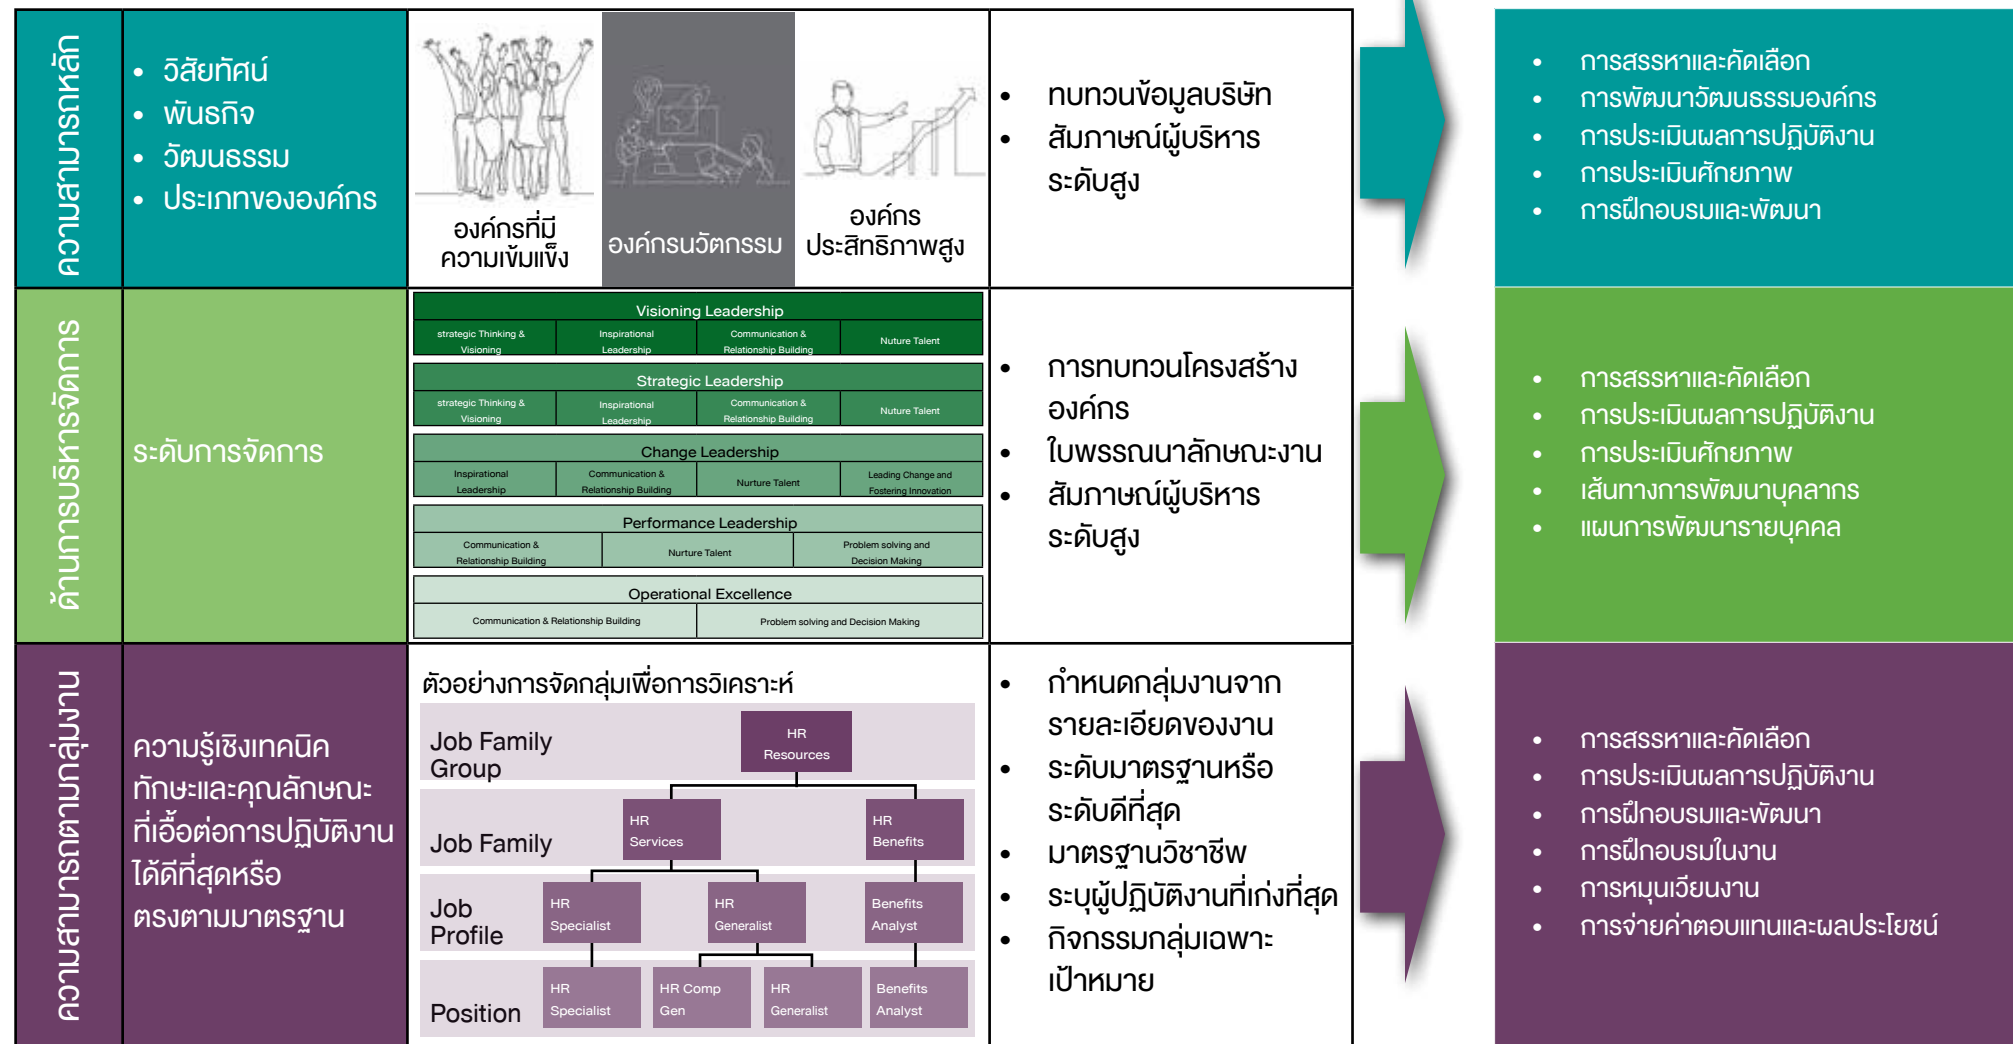 ความสามารถหลัก
• วิสัยทัศน์
• พันธกิจ
• วัฒนธรรม
• ประเภทขององค์กร
องค์กรที่มี
ความเข้มแข็ง
องค์กรนวัตกรรม
องค์กร
ประสิทธิภาพสูง
• ทบทวนข้อมูลบริษัท
• สัมภาษณ์ผู้บริหาร
ระดับสูง
• การสรรหาและคัดเลือก
• การพัฒนาวัฒนธรรมองค์กร
• การประเมินผลการปฏิบัติงาน
• การประเมินศักยภาพ
• การฝึกอบรมและพัฒนา
ด้านการบริหารจัดการ
ระดับการจัดการ
Visioning Leadership
strategic Thinking &
Visioning
Inspirational
Leadership
Communication &
Relationship Building
Nuture Talent
Strategic Leadership
strategic Thinking &
Visioning
Inspirational
Leadership
Communication &
Relationship Building
Nuture Talent
Change Leadership
Inspirational
Leadership
Communication &
Relationship Building
Nurture Talent
Leading Change and
Fostering Innovation
Performance Leadership
Communication &
Relationship Building
Nurture Talent
Problem solving and
Decision Making
Operational Excellence
Communication & Relationship Building
Problem solving and Decision Making
• การทบทวนโครงสร้าง
องค์กร
• ใบพรรณนาลักษณะงาน
• สัมภาษณ์ผู้บริหาร
ระดับสูง
• การสรรหาและคัดเลือก
• การประเมินผลการปฏิบัติงาน
• การประเมินศักยภาพ
• เส้นทางการพัฒนาบุคลากร
• แผนการพัฒนารายบุคคล
ความสามารถตามกลุ่มงาน
ความรู้เชิงเทคนิค
ทักษะและคุณลักษณะ
ที่เอื้อต่อการปฏิบัติงาน
ได้ดีที่สุดหรือ
ตรงตามมาตรฐาน
ตัวอย่างการจัดกลุ่มเพื่อการวิเคราะห์
Job Family
Group
HR
Resources
Job Family
HR
Services
HR
Benefits
Job
Profile
HR
Specialist
HR
Generalist
Benefits
Analyst
Position
HR
Specialist
HR Comp
Gen
HR
Generalist
Benefits
Analyst
• กำหนดกลุ่มงานจาก
รายละเอียดของงาน
• ระดับมาตรฐานหรือ
ระดับดีที่สุด
• มาตรฐานวิชาชีพ
• ระบุผู้ปฏิบัติงานที่เก่งที่สุด
• กิจกรรมกลุ่มเฉพาะ
เป้าหมาย
• การสรรหาและคัดเลือก
• การประเมินผลการปฏิบัติงาน
• การฝึกอบรมและพัฒนา
• การฝึกอบรมในงาน
• การหมุนเวียนงาน
• การจ่ายค่าตอบแทนและผลประโยชน์